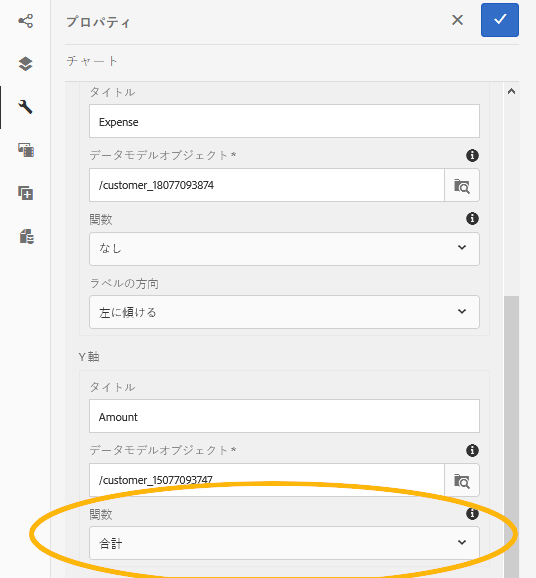 プロパティ
チャート
タイトル
Expense
データモデルオブジェクト*
/customer_18077093874
関数
なし
ラベルの方向
左に傾ける
Y 軸
タイトル
Amount
データモデルオブジェクト*
/customer_15077093747
関数
合計